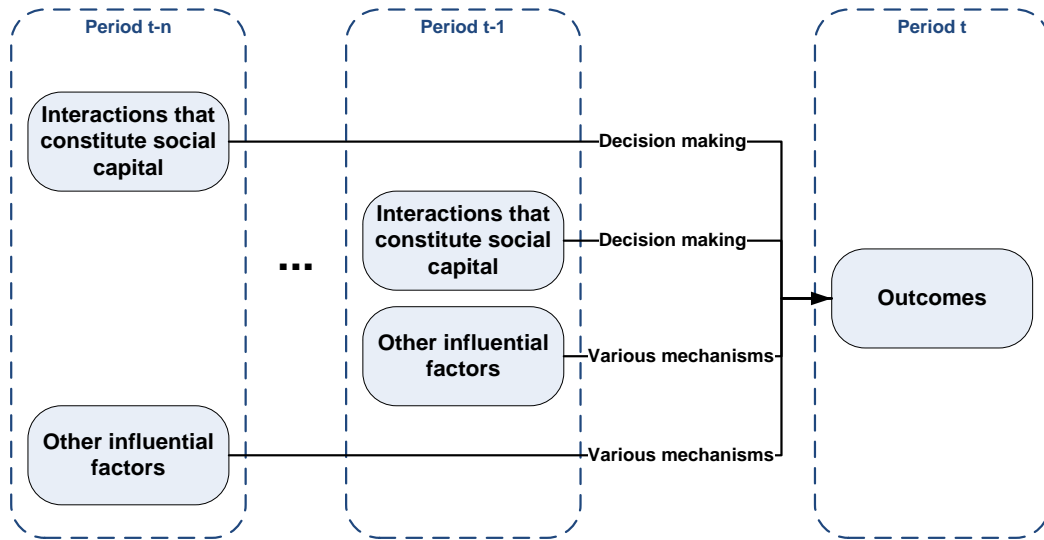 Period t-n
Period t-1
Period t
Interactions that
constitute social
capital
Decision making
Interactions that
constitute social
capital
Decision making
...
Outcomes
Other influential
factors
Various mechanisms
Other influential
factors
Various mechanisms